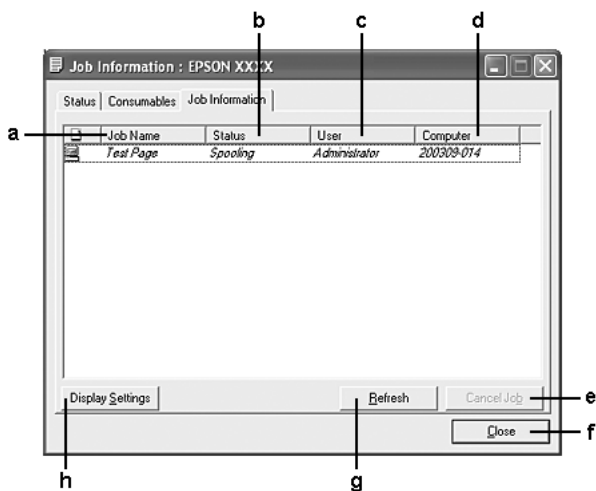 b c d
Job Information : EPSON XXXX
Status Consumables Job Information
a Job Name Status User Computer
Test Page Spooling Administrator 200309-014
Display Settings Refresh Cancel Job e
Close f
h g